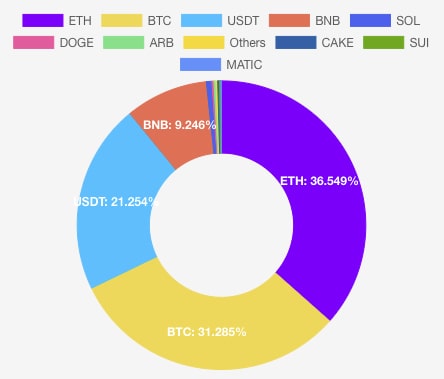 ETH BTC USDT BNB SOL
DOGE ARB Others CAKE SUI
MATIC
BNB: 9.246%
ETH: 36.549%
USDT: 21.254%
BTC: 31.285%